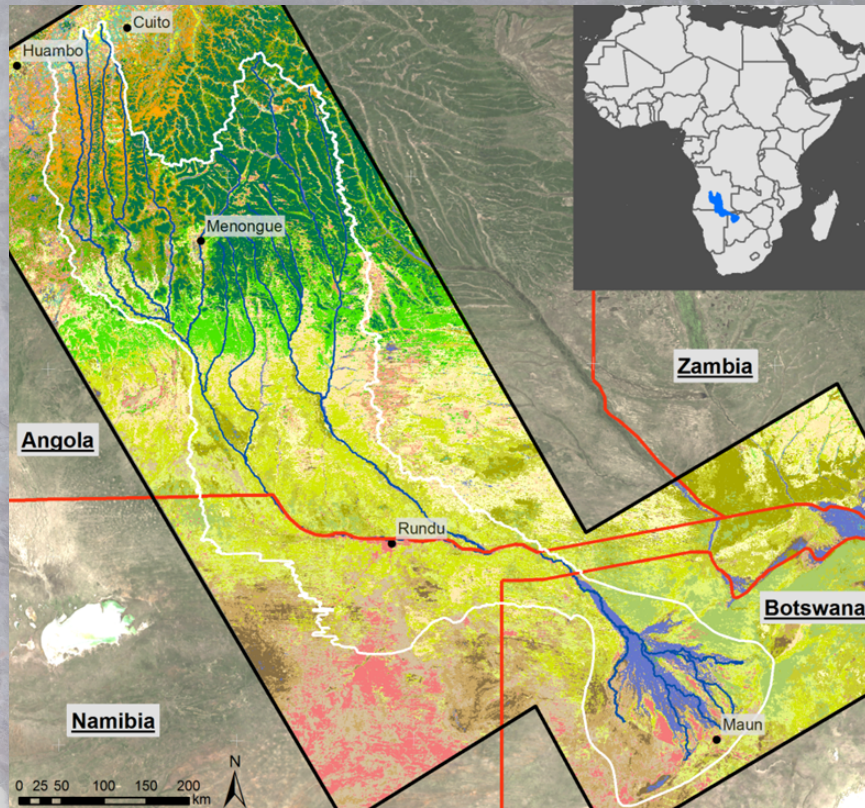 Cuito
Huambo
Menongue
Zambia
Angola
Rundu
Botswana
Namibia
Maun
N
0 25 50 100 150 200
km